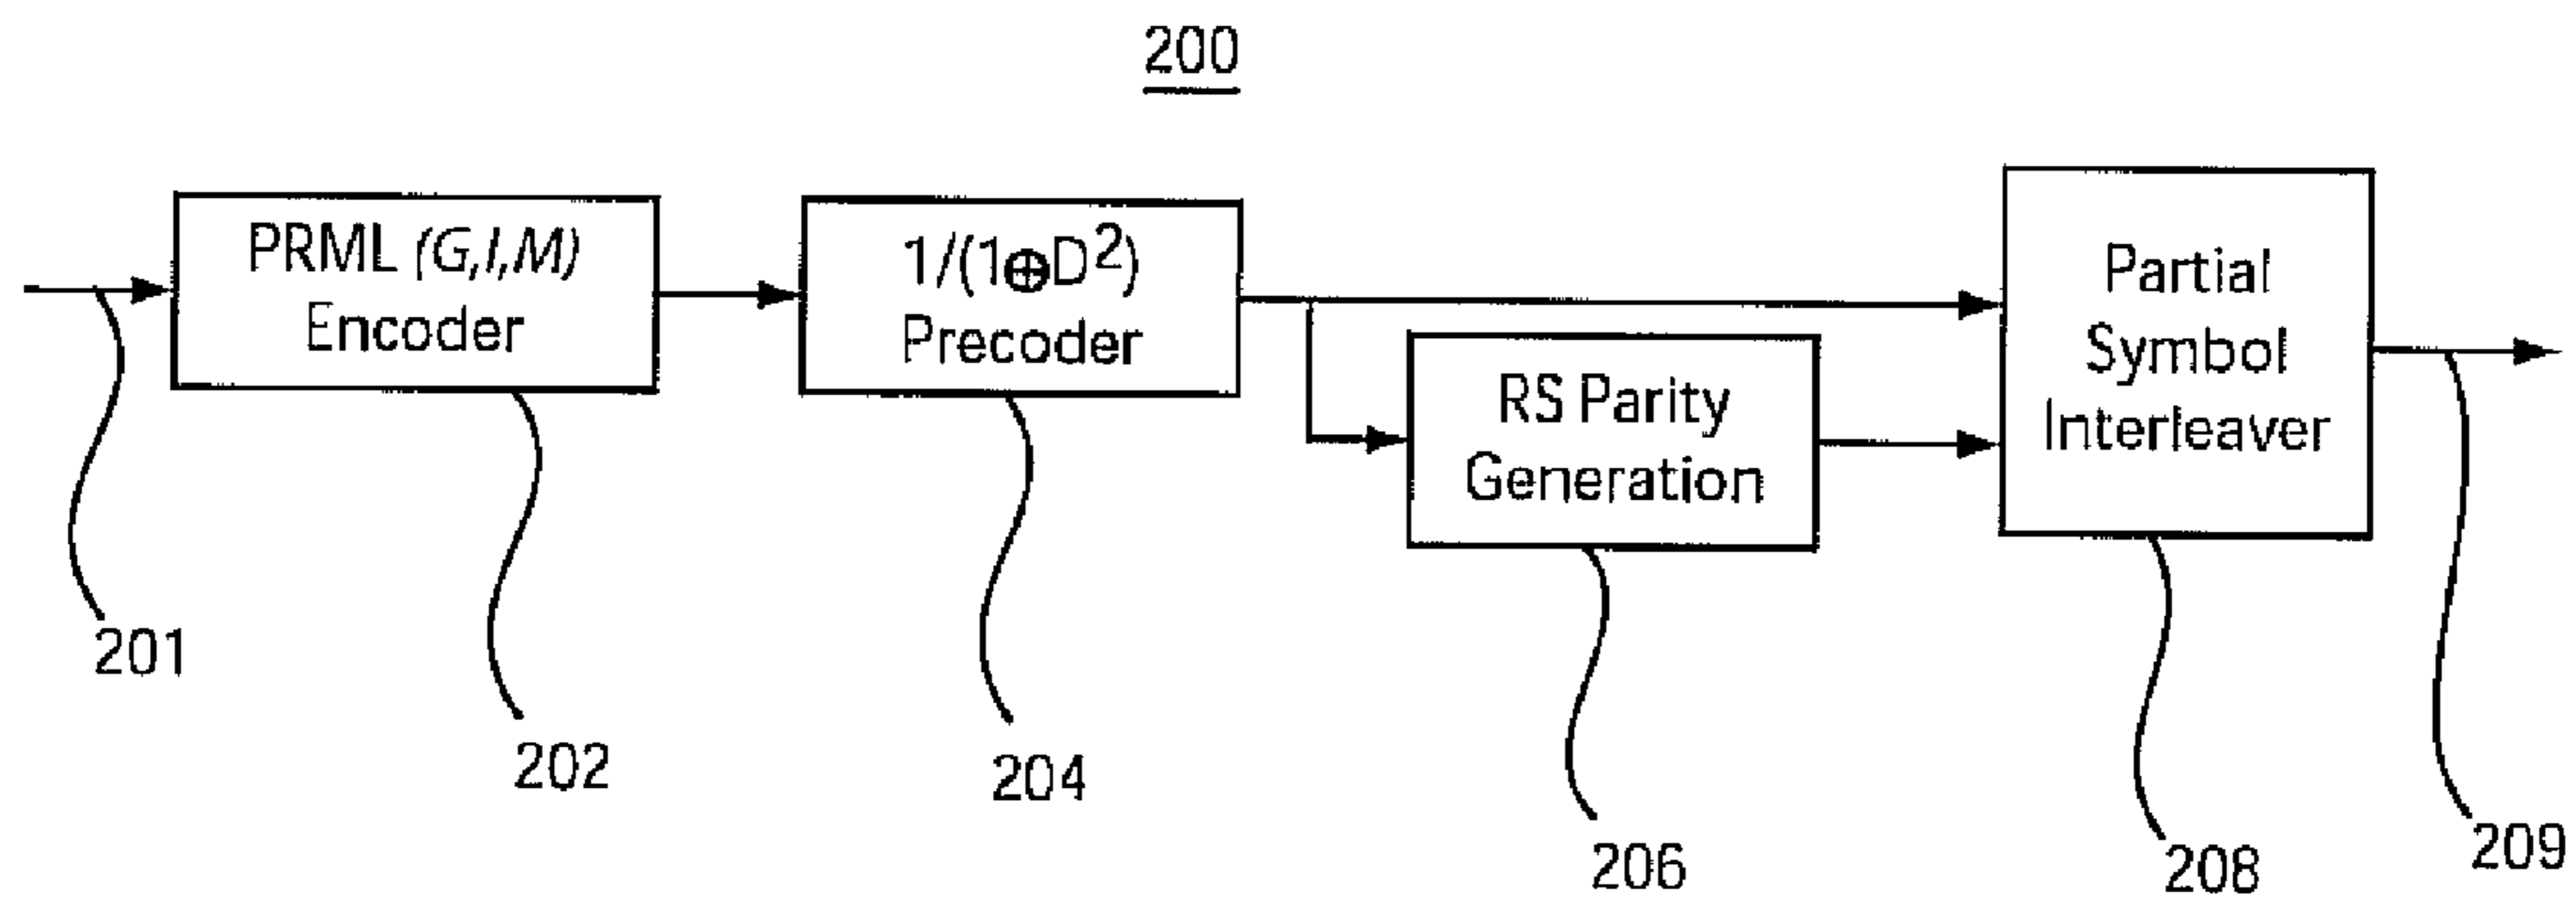 200
PRML (G,I,M)
Encoder
1/(1⊕D²)
Precoder
RS Parity
Generation
Partial
Symbol
Interleaver
201
202
204
206
208
209